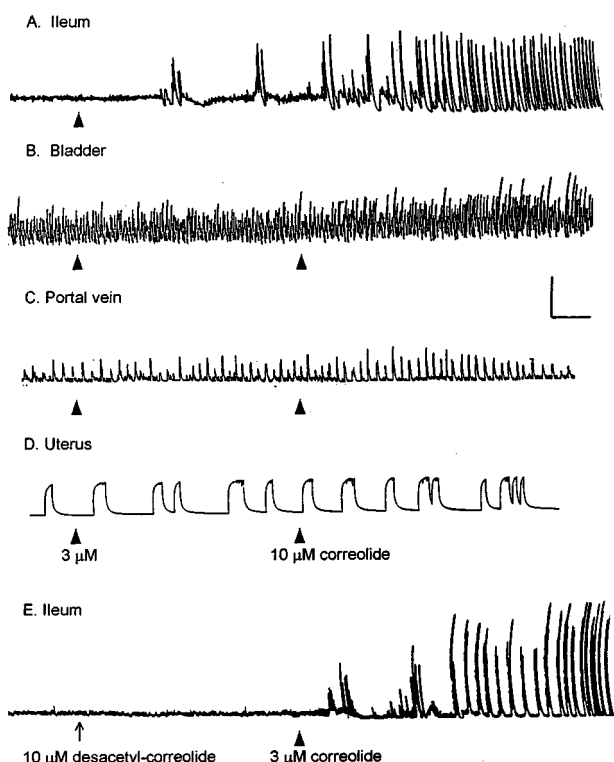 A. Ileum
B. Bladder
C. Portal vein
D. Uterus
3 μM
10 μM correolide
E. Ileum
10 μM desacetyl-correolide
3 μM correolide